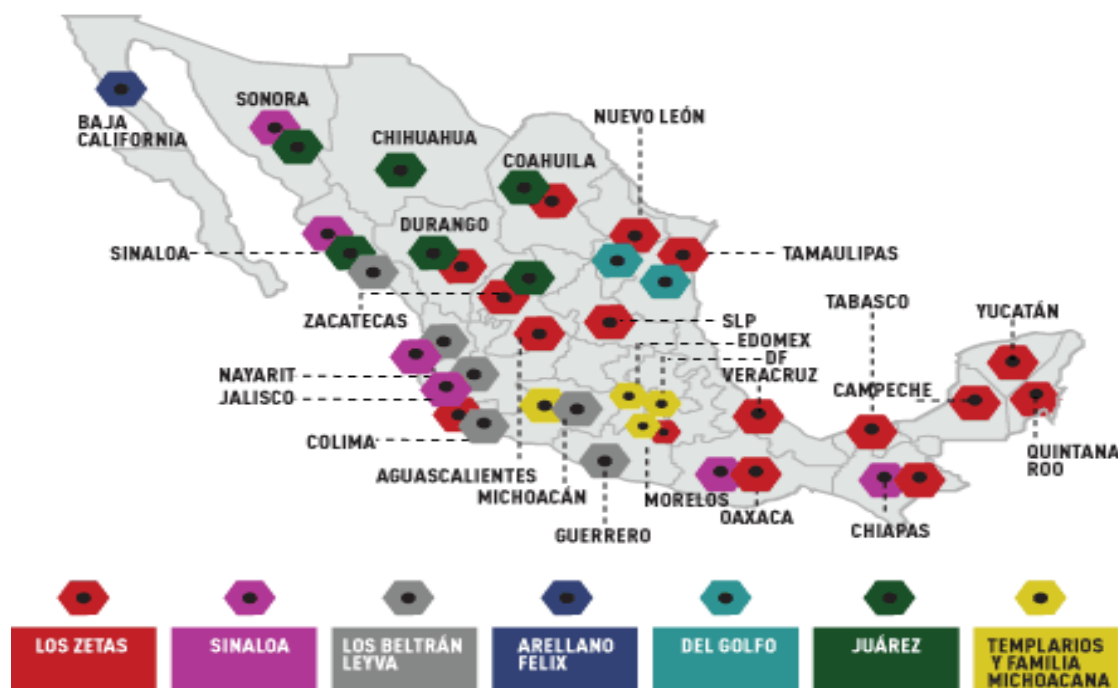 SONORA
NUEVO LEÓN
BAJA
CALIFORNIA
CHIHUAHUA
COAHUILA
DURANGO
SINALOA
TAMAULIPAS
TABASCO
YUCATÁN
ZACATECAS
SLP
EDOMEX
DF
VERACRUZ
NAYARIT
CAMPECHE
JALISCO
COLIMA
QUINTANA
ROO
AGUASCALIENTES
MICHOACÁN
MORELOS
OAXACA
CHIAPAS
GUERRERO
LOS ZETAS
SINALOA
LOS BELTRÁN
LEYVA
ARELLANO
FELIX
DEL GOLFO
JUÁREZ
TEMPLARIOS
Y FAMILIA
MICHOACANA